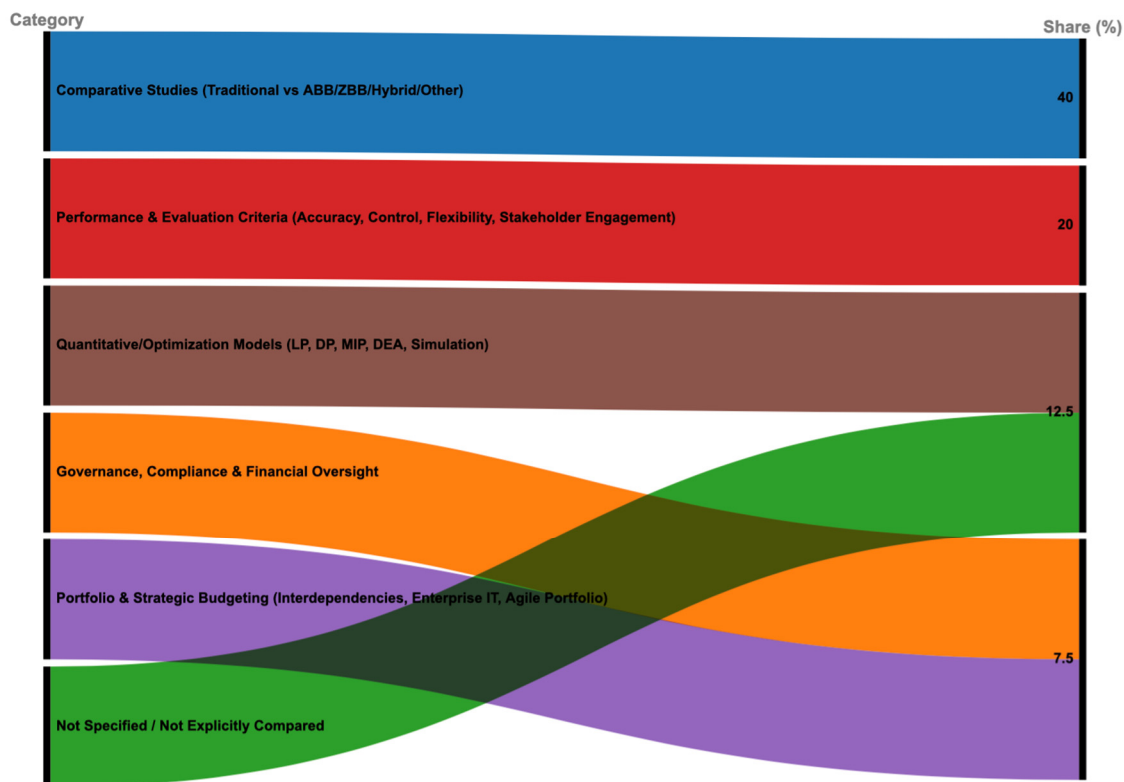 Category
Share (%)
Comparative Studies (Traditional vs ABB/ZBB/Hybrid/Other)
40
Performance & Evaluation Criteria (Accuracy, Control, Flexibility, Stakeholder Engagement)
20
Quantitative/Optimization Models (LP, DP, MIP, DEA, Simulation)
12.5
Governance, Compliance & Financial Oversight
Portfolio & Strategic Budgeting (Interdependencies, Enterprise IT, Agile Portfolio)
7.5
Not Specified / Not Explicitly Compared